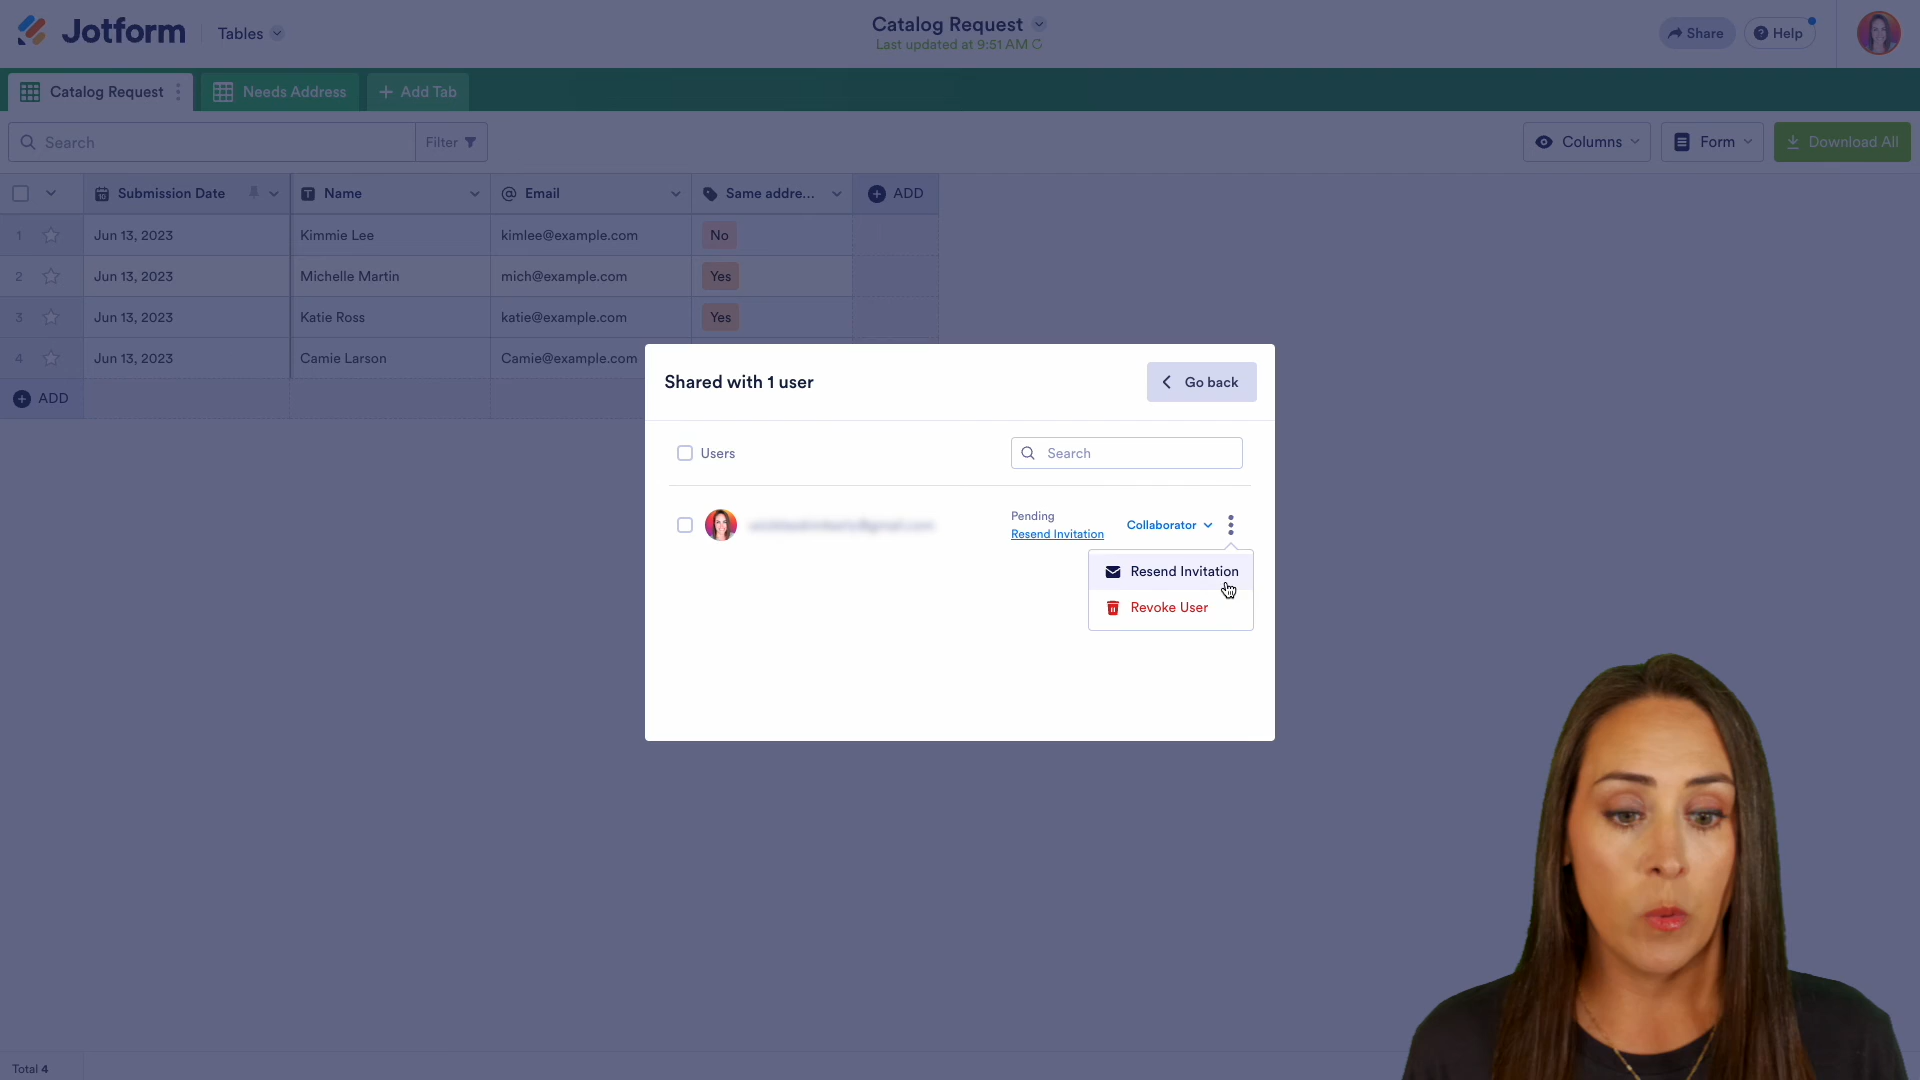 Jotform
Tables
Catalog Request
Last updated at 9:51 AM
Share
Help
Catalog Request
Needs Address
Add Tab
Search
Filter
Columns
Form
Download All
Submission Date
Name
Email
Same addre...
ADD
1 Jun 13, 2023 Kimmie Lee kimlee@example.com No
2 Jun 13, 2023 Michelle Martin mich@example.com Yes
3 Jun 13, 2023 Katie Ross katie@example.com Yes
4 Jun 13, 2023 Camie Larson Camie@example.com
ADD
Shared with 1 user
Go back
Users
Search
Pending
Resend Invitation
Collaborator
Resend Invitation
Revoke User
Total 4